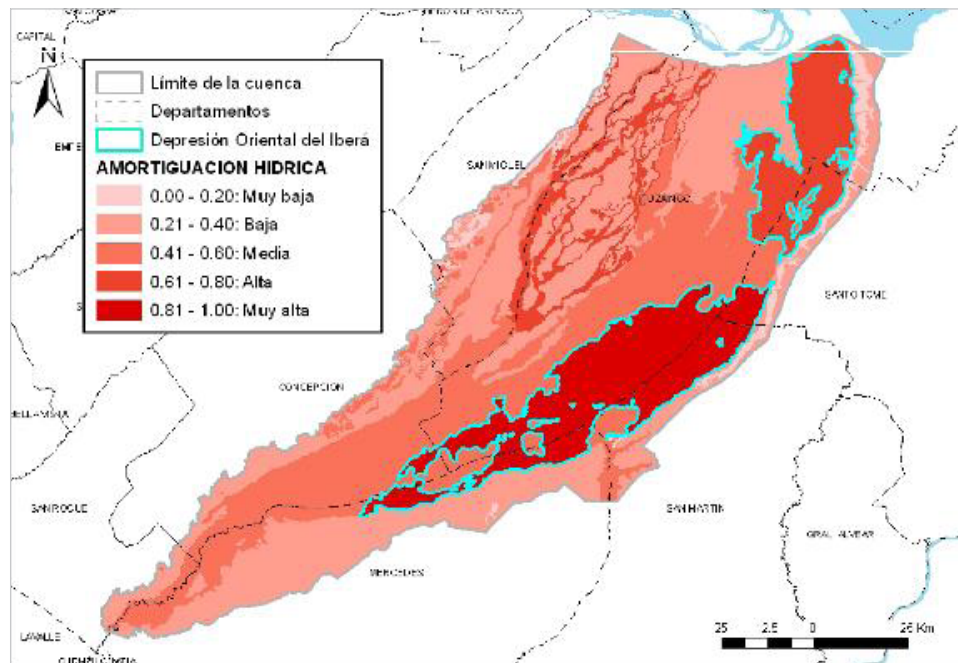 CAPITAL
N
Límite de la cuenca
Departamentos
Depresión Oriental del Iberá
AMORTIGUACION HIDRICA
0.00 - 0.20: Muy baja
0.21 - 0.40: Baja
0.41 - 0.60: Media
0.61 - 0.80: Alta
0.81 - 1.00: Muy alta
SAN MIGUEL
SANTO TOME
CONCEPCION
BELLA VISTA
SAN ROQUE
SAN MARTIN
GRAL. ALVEAR
MERCEDES
LAVALLE
25 12.5 0 25 Km